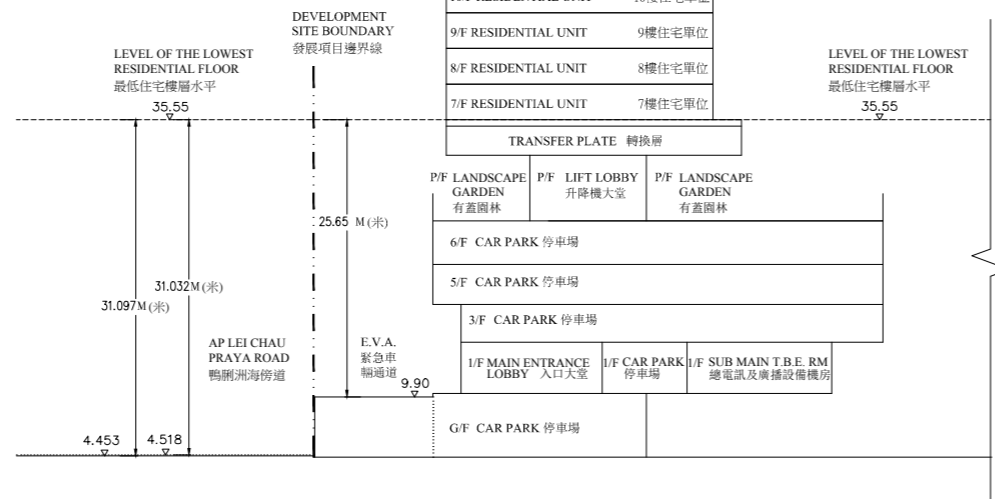 DEVELOPMENT
SITE BOUNDARY
發展項目邊界線
9/F RESIDENTIAL UNIT 9樓住宅單位
8/F RESIDENTIAL UNIT 8樓住宅單位
7/F RESIDENTIAL UNIT 7樓住宅單位
LEVEL OF THE LOWEST
RESIDENTIAL FLOOR
最低住宅樓層水平
35.55
LEVEL OF THE LOWEST
RESIDENTIAL FLOOR
最低住宅樓層水平
35.55
TRANSFER PLATE 轉換層
P/F LANDSCAPE
GARDEN
有蓋園林
P/F LIFT LOBBY
升降機大堂
P/F LANDSCAPE
GARDEN
有蓋園林
25.65 M(米)
6/F CAR PARK 停車場
5/F CAR PARK 停車場
3/F CAR PARK 停車場
31.032M(米)
31.097M(米)
AP LEI CHAU
PRAYA ROAD
鴨脷洲海傍道
E.V.A.
緊急車
輛通道
9.90
1/F MAIN ENTRANCE
LOBBY 入口大堂
1/F CAR PARK
停車場
1/F SUB MAIN T.B.E. RM
總電訊及廣播設備機房
G/F CAR PARK 停車場
4.453
4.518